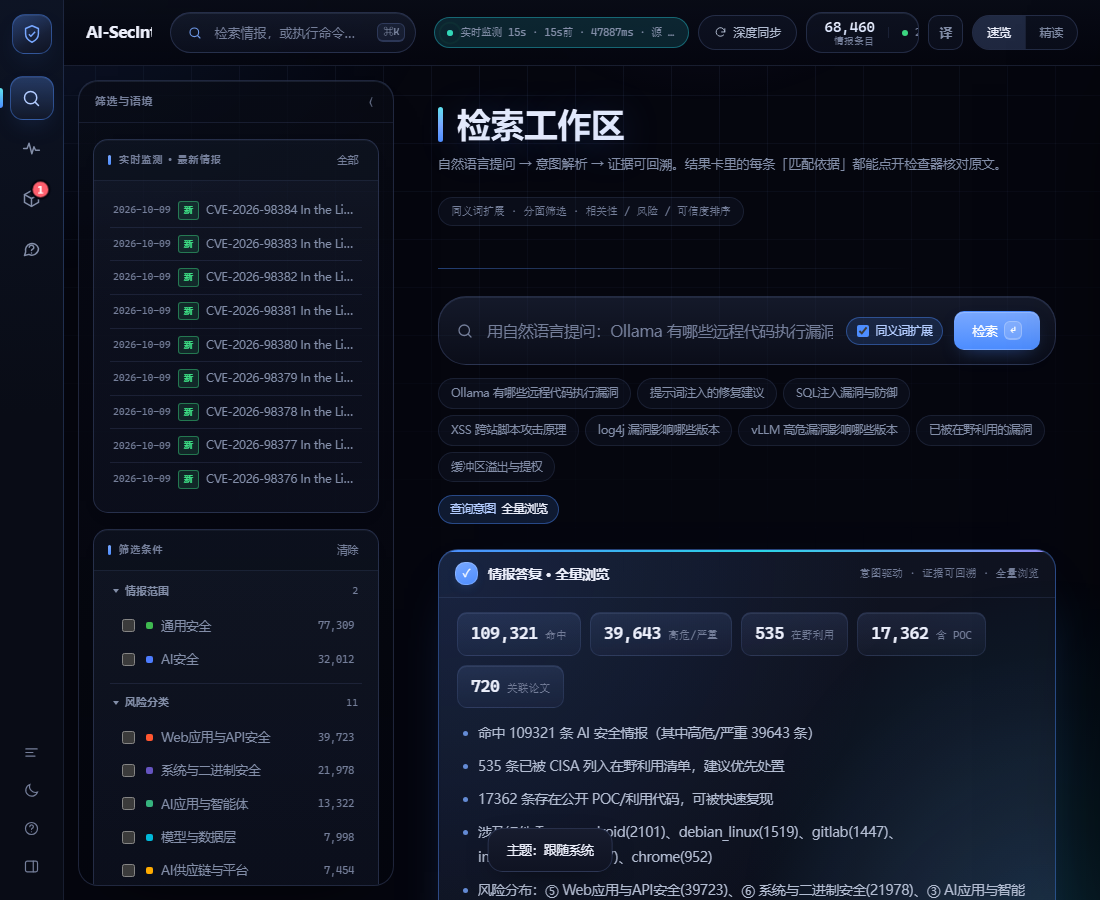 AI-SecInt
检索情报，或执行命令… ⌘K
实时监测 15s · 15s前 · 47887ms · 源 …
深度同步
68,460
情报条目
译
速览
精读
筛选与语境
实时监测 • 最新情报
全部
2026-10-09 新 CVE-2026-98384 In the Li...
2026-10-09 新 CVE-2026-98383 In the Li...
2026-10-09 新 CVE-2026-98382 In the Li...
2026-10-09 新 CVE-2026-98381 In the Li...
2026-10-09 新 CVE-2026-98380 In the Li...
2026-10-09 新 CVE-2026-98379 In the Li...
2026-10-09 新 CVE-2026-98378 In the Li...
2026-10-09 新 CVE-2026-98377 In the Li...
2026-10-09 新 CVE-2026-98376 In the Li...
筛选条件
清除
情报范围 2
通用安全 77,309
AI安全 32,012
风险分类 11
Web应用与API安全 39,723
系统与二进制安全 21,978
AI应用与智能体 13,322
模型与数据层 7,998
AI供应链与平台 7,454
1
检索工作区
自然语言提问 → 意图解析 → 证据可回溯。结果卡里的每条「匹配依据」都能点开检查器核对原文。
同义词扩展 · 分面筛选 · 相关性 / 风险 / 可信度排序
用自然语言提问：Ollama 有哪些远程代码执行漏洞
同义词扩展
检索
Ollama 有哪些远程代码执行漏洞
提示词注入的修复建议
SQL注入漏洞与防御
XSS 跨站脚本攻击原理
log4j 漏洞影响哪些版本
vLLM 高危漏洞影响哪些版本
已被在野利用的漏洞
缓冲区溢出与提权
查询意图 全量浏览
情报答复 • 全量浏览
意图驱动 · 证据可回溯 · 全量浏览
109,321 命中
39,643 高危/严重
535 在野利用
17,362 含 POC
720 关联论文
命中 109321 条 AI 安全情报（其中高危/严重 39643 条）
535 条已被 CISA 列入在野利用清单，建议优先处置
17362 条存在公开 POC/利用代码，可被快速复现
(2101)、debian_linux(1519)、gitlab(1447)、
、chrome(952)
主题：跟随系统
风险分布：⑤ Web应用与API安全(39723)、⑥ 系统与二进制安全(21978)、③ AI应用与智能